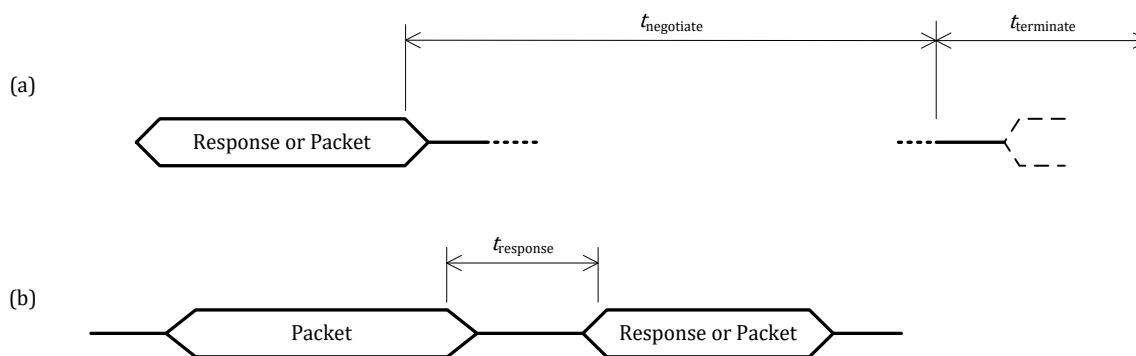 t_negotiate t_terminate
(a)
Response or Packet
t_response
(b)
Packet Response or Packet